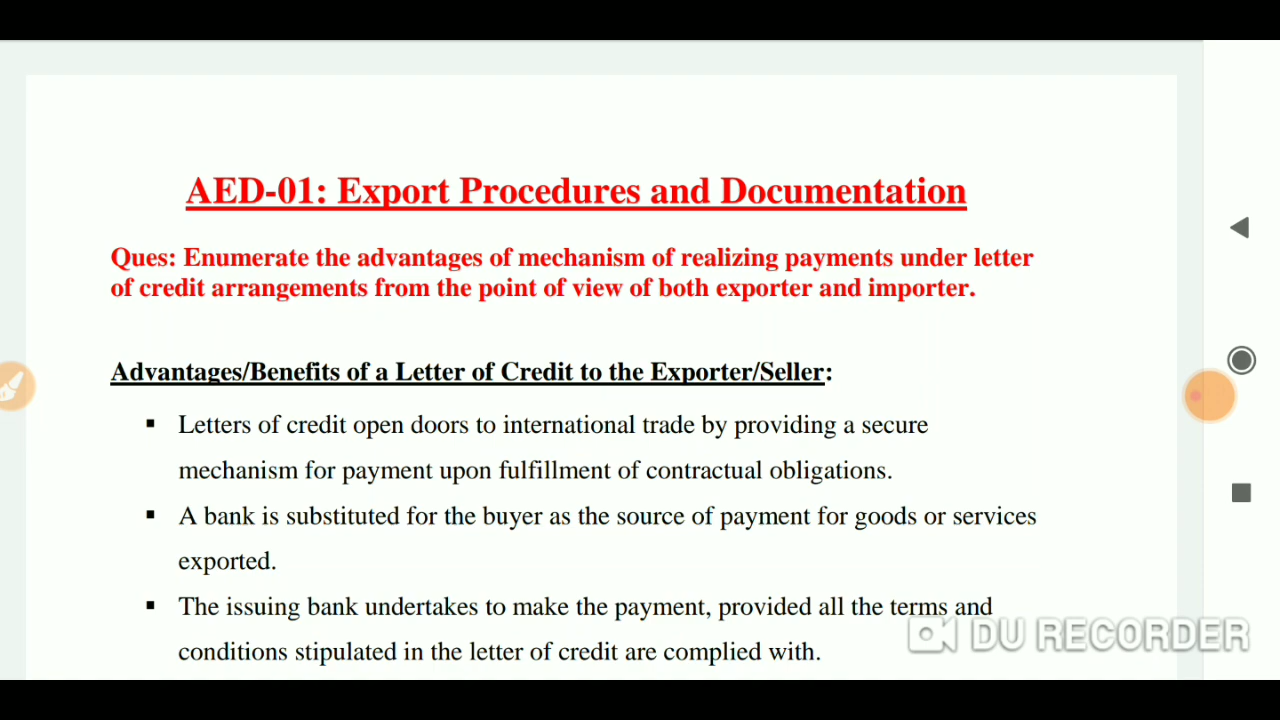 AED-01: Export Procedures and Documentation
Ques: Enumerate the advantages of mechanism of realizing payments under letter
of credit arrangements from the point of view of both exporter and importer.
Advantages/Benefits of a Letter of Credit to the Exporter/Seller:
▪ Letters of credit open doors to international trade by providing a secure
mechanism for payment upon fulfillment of contractual obligations.
▪ A bank is substituted for the buyer as the source of payment for goods or services
exported.
▪ The issuing bank undertakes to make the payment, provided all the terms and
conditions stipulated in the letter of credit are complied with.
DU RECORDER